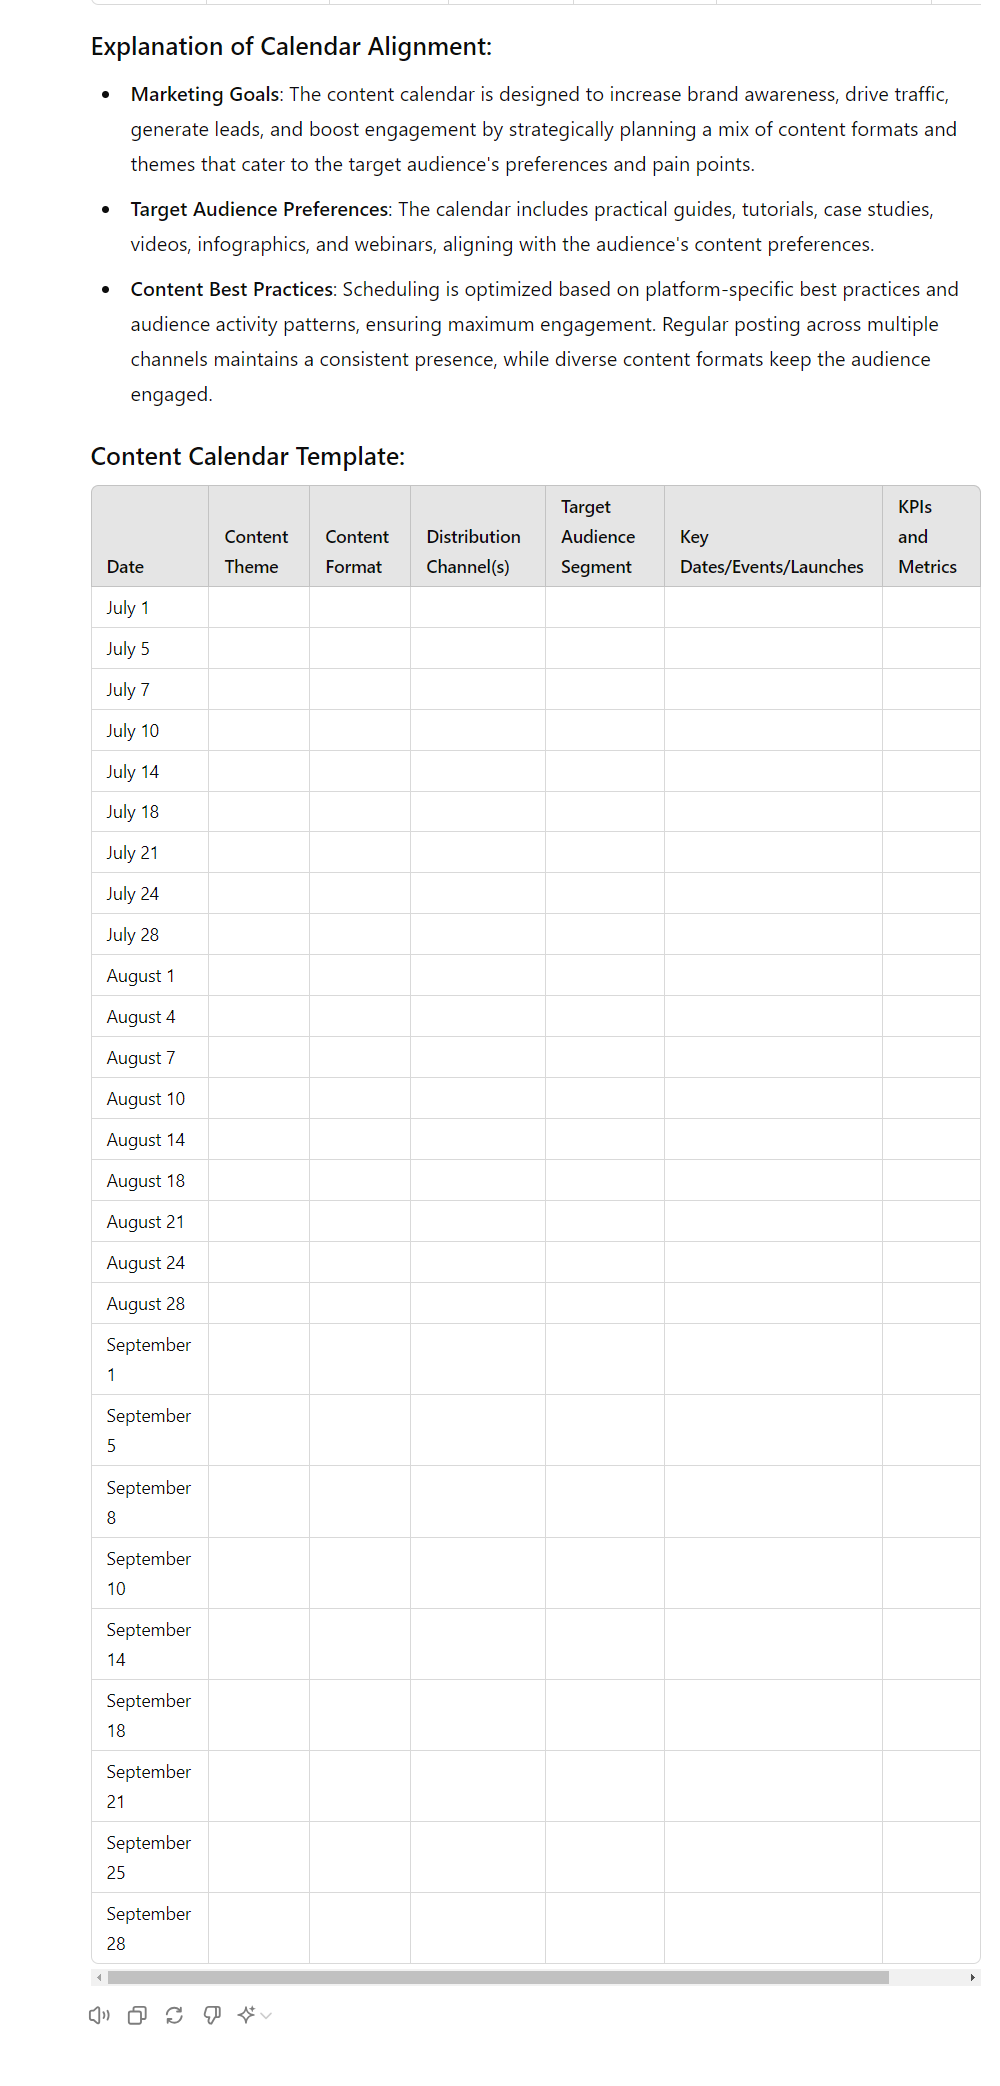 Explanation of Calendar Alignment:
Marketing Goals: The content calendar is designed to increase brand awareness, drive traffic,
generate leads, and boost engagement by strategically planning a mix of content formats and
themes that cater to the target audience's preferences and pain points.
Target Audience Preferences: The calendar includes practical guides, tutorials, case studies,
videos, infographics, and webinars, aligning with the audience's content preferences.
Content Best Practices: Scheduling is optimized based on platform-specific best practices and
audience activity patterns, ensuring maximum engagement. Regular posting across multiple
channels maintains a consistent presence, while diverse content formats keep the audience
engaged.
Content Calendar Template:
Date
Content
Theme
Content
Format
Distribution
Channel(s)
Target
Audience
Segment
Key
Dates/Events/Launches
KPIs
and
Metrics
July 1
July 5
July 7
July 10
July 14
July 18
July 21
July 24
July 28
August 1
August 4
August 7
August 10
August 14
August 18
August 21
August 24
August 28
September
1
September
5
September
8
September
10
September
14
September
18
September
21
September
25
September
28